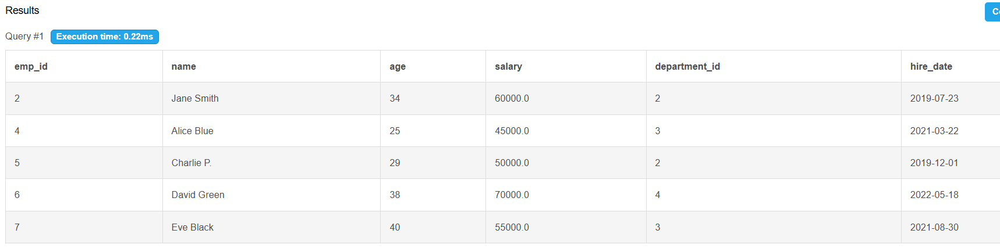 Results
Query #1 Execution time: 0.22ms
emp_id name age salary department_id hire_date
2 Jane Smith 34 60000.0 2 2019-07-23
4 Alice Blue 25 45000.0 3 2021-03-22
5 Charlie P. 29 50000.0 2 2019-12-01
6 David Green 38 70000.0 4 2022-05-18
7 Eve Black 40 55000.0 3 2021-08-30